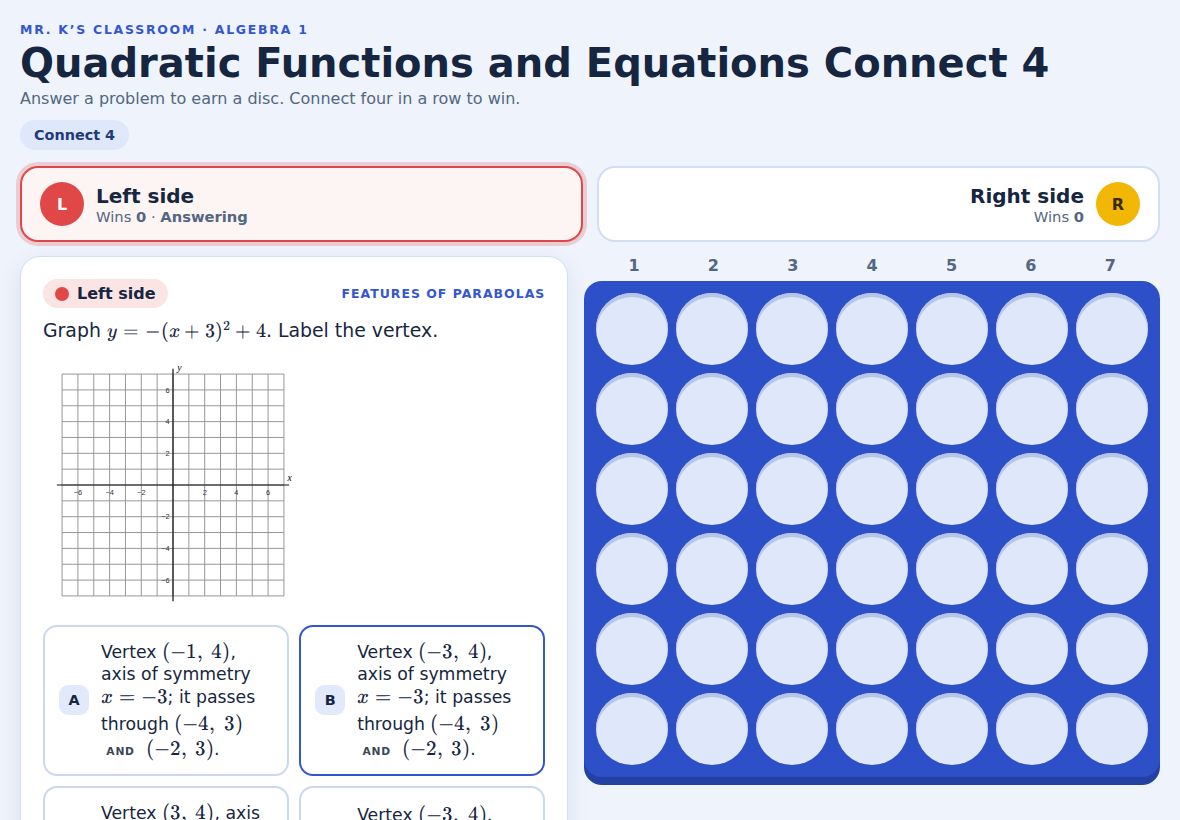 MR. K’S CLASSROOM · ALGEBRA 1
Quadratic Functions and Equations Connect 4
Answer a problem to earn a disc. Connect four in a row to win.
Connect 4
L
Left side
Wins 0 · Answering
Right side
Wins 0
R
Left side
FEATURES OF PARABOLAS
Graph y = −(x + 3)² + 4. Label the vertex.
y
6
4
2
x
−6 −4 −2 2 4 6
−2
−4
−6
A
Vertex (−1, 4),
axis of symmetry
x = −3; it passes
through (−4, 3)
AND (−2, 3).
B
Vertex (−3, 4),
axis of symmetry
x = −3; it passes
through (−4, 3)
AND (−2, 3).
Vertex (3, 4), axis
Vertex (−3, 4),
1 2 3 4 5 6 7